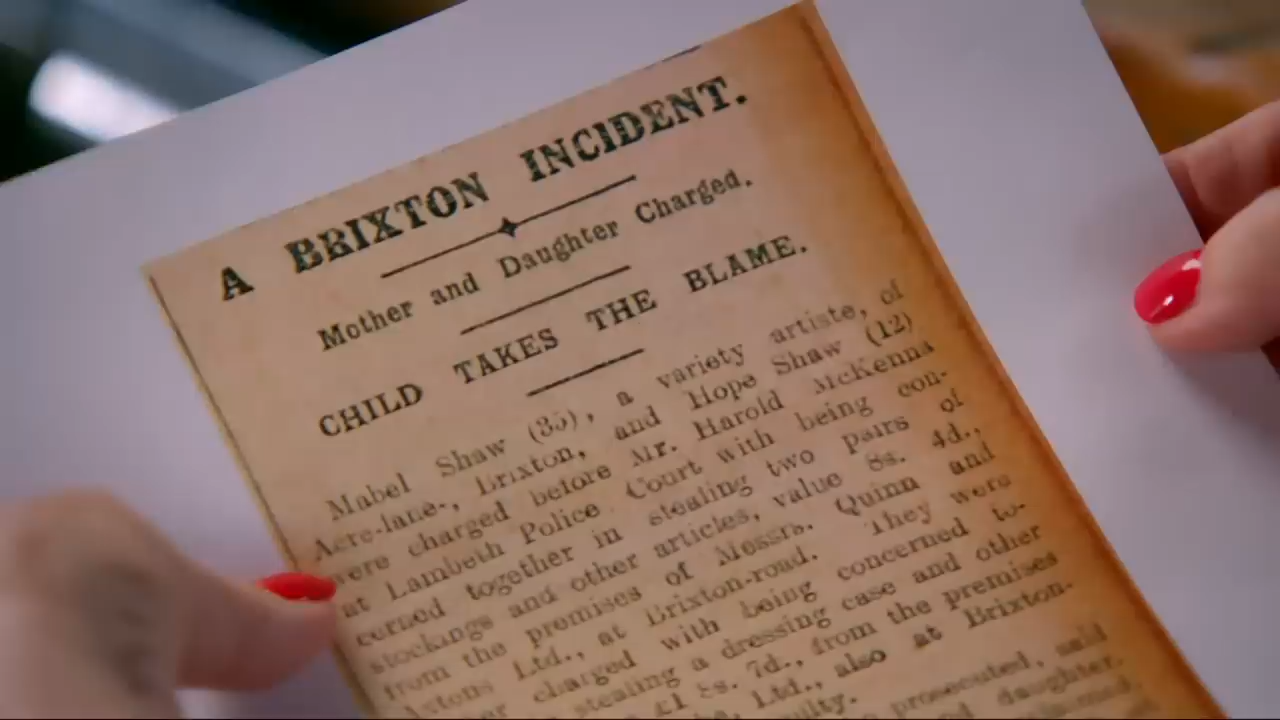 A BRIXTON INCIDENT.
Mother and Daughter Charged.
CHILD TAKES THE BLAME.
Mabel Shaw (35), a variety artiste, of
Acre-lane-, Brixton, and Hope Shaw (12)
were charged before Mr. Harold McKenna
at Lambeth Police Court with being con-
cerned together in stealing two pairs of
stockings and other articles, value 8s. 4d.,
from the premises of Messrs. Quinn and
Ltd., at Brixton-road. They were
charged with being concerned to-
stealing a dressing case and other
£1 8s. 7d., from the premises
Ltd., also at Brixton.
prosecuted, said
daughter,